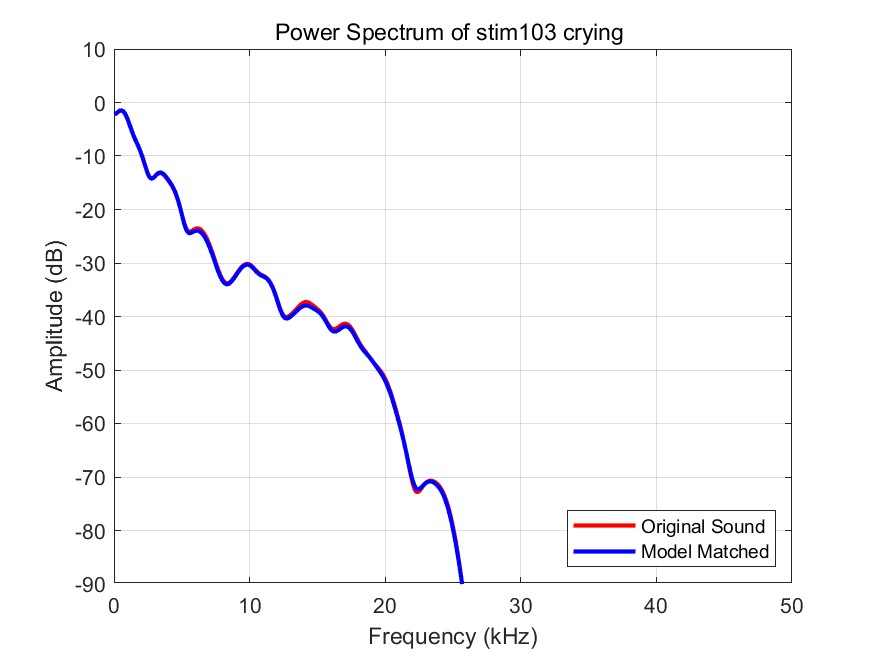 Power Spectrum of stim103 crying
10
0
-10
-20
-30
-40
-50
-60
-70
-80
-90
Amplitude (dB)
Original Sound
Model Matched
0 10 20 30 40 50
Frequency (kHz)